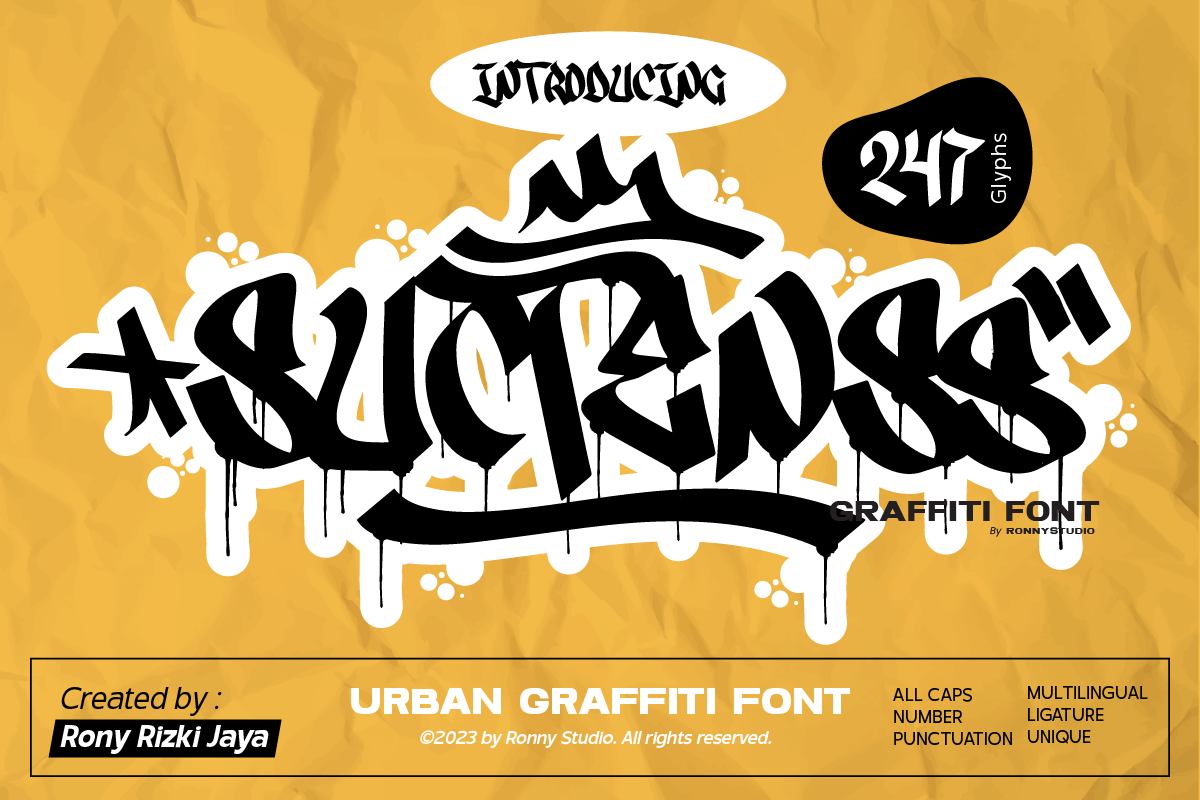 INTRODUCING
247
Glyphs
*SUCTENSS"
GRAFFITI FONT
By RONNYSTUDIO
Created by :
Rony Rizki Jaya
URBAN GRAFFITI FONT
©2023 by Ronny Studio. All rights reserved.
ALL CAPS
NUMBER
PUNCTUATION
MULTILINGUAL
LIGATURE
UNIQUE